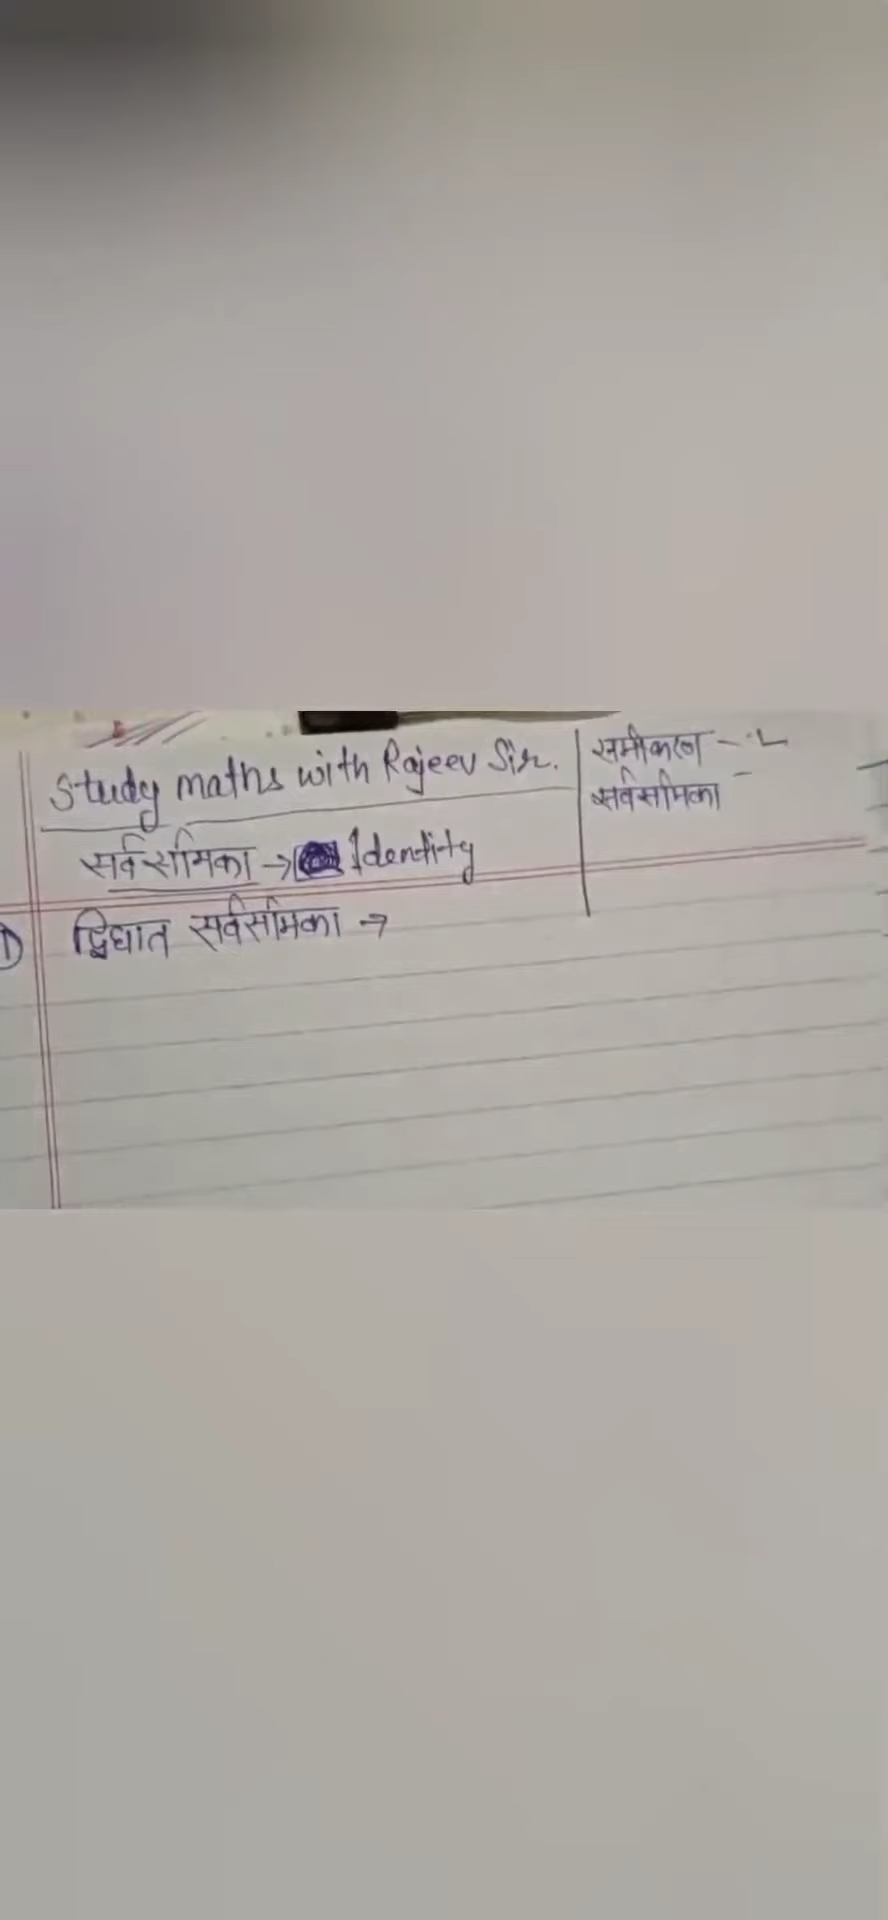 Study maths with Rajeev Sir.
सर्वसमिका → Identity
① द्विघात सर्वसमिका →
समीकरण -
सर्वसमिका -